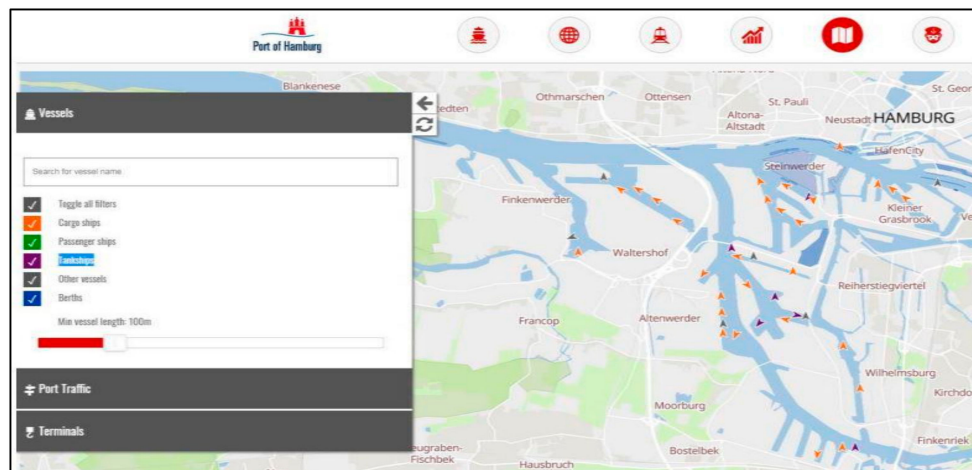 Port of Hamburg
Vessels
Search for vessel name
Toggle all filters
Cargo ships
Passenger ships
Tankships
Other vessels
Berths
Min vessel length: 100m
Port Traffic
Terminals
Blankenese
Othmarschen
Ottensen
St. Pauli
St. Geor
Altona-
Altstadt
Neustadt
HAMBURG
HafenCity
Steinwerder
Finkenwerder
Kleiner
Grasbrook
Ve
Waltershof
Reiherstiegviertel
Francop
Altenwerder
Wilhelmsburg
Kirchdo
Moorburg
Finkenriek
Bostelbek
Fischbek
Hausbruch